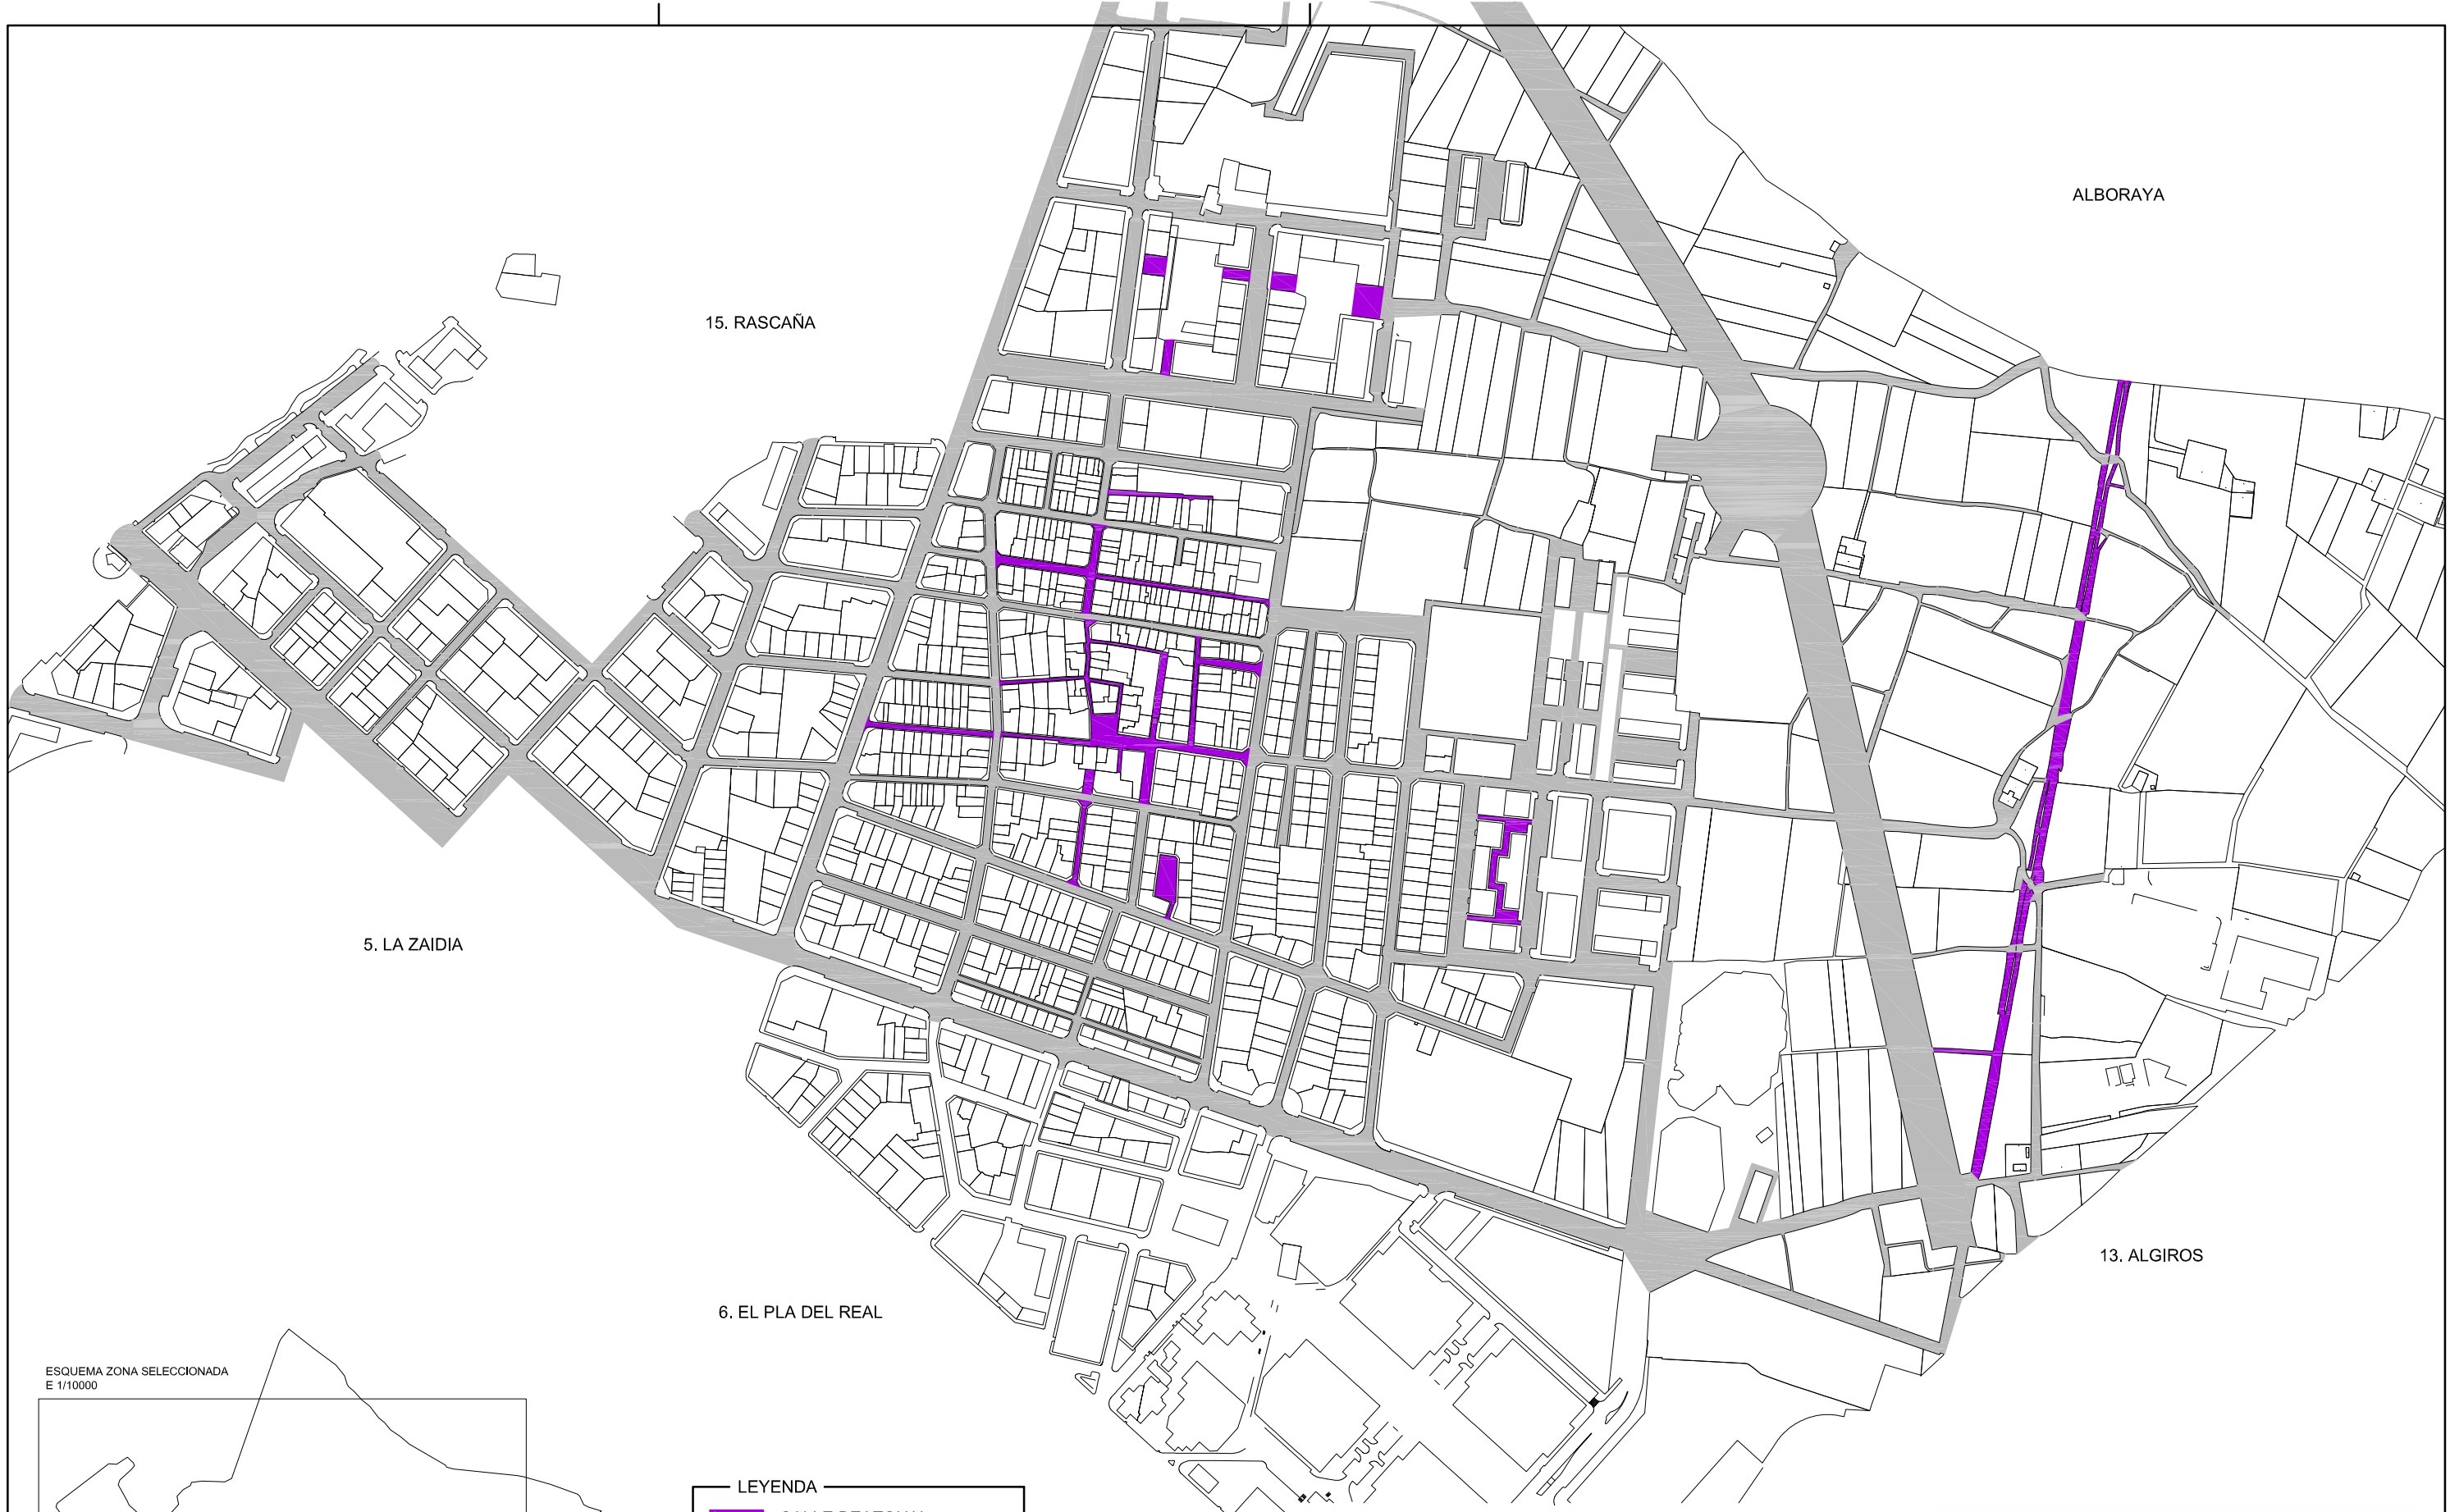 ALBORAYA
15. RASCAÑA
5. LA ZAIDIA
13. ALGIROS
6. EL PLA DEL REAL
ESQUEMA ZONA SELECCIONADA
E 1/10000
LEYENDA